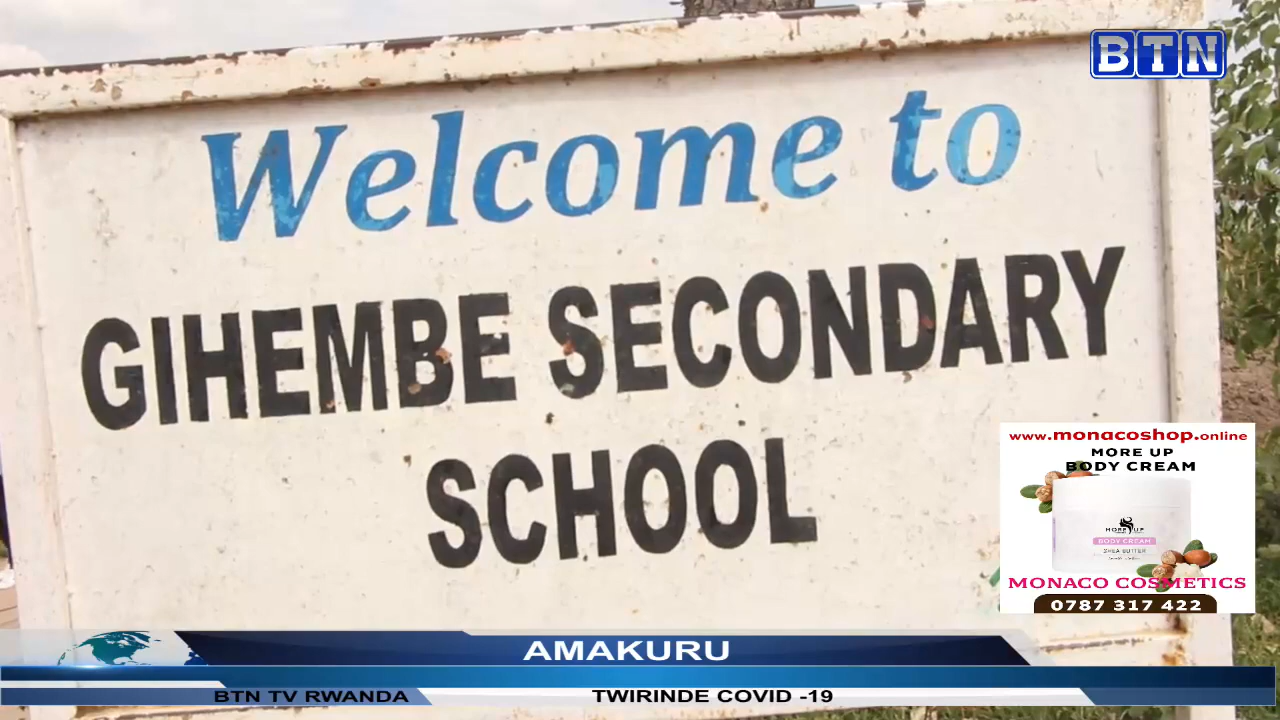 BTN
Welcome to
GIHEMBE SECONDARY
SCHOOL
www.monacoshop.online
MORE UP
BODY CREAM
BODY CREAM
SHEA BUTTER
MONACO COSMETICS
0787 317 422
AMAKURU
BTN TV RWANDA
TWIRINDE COVID -19